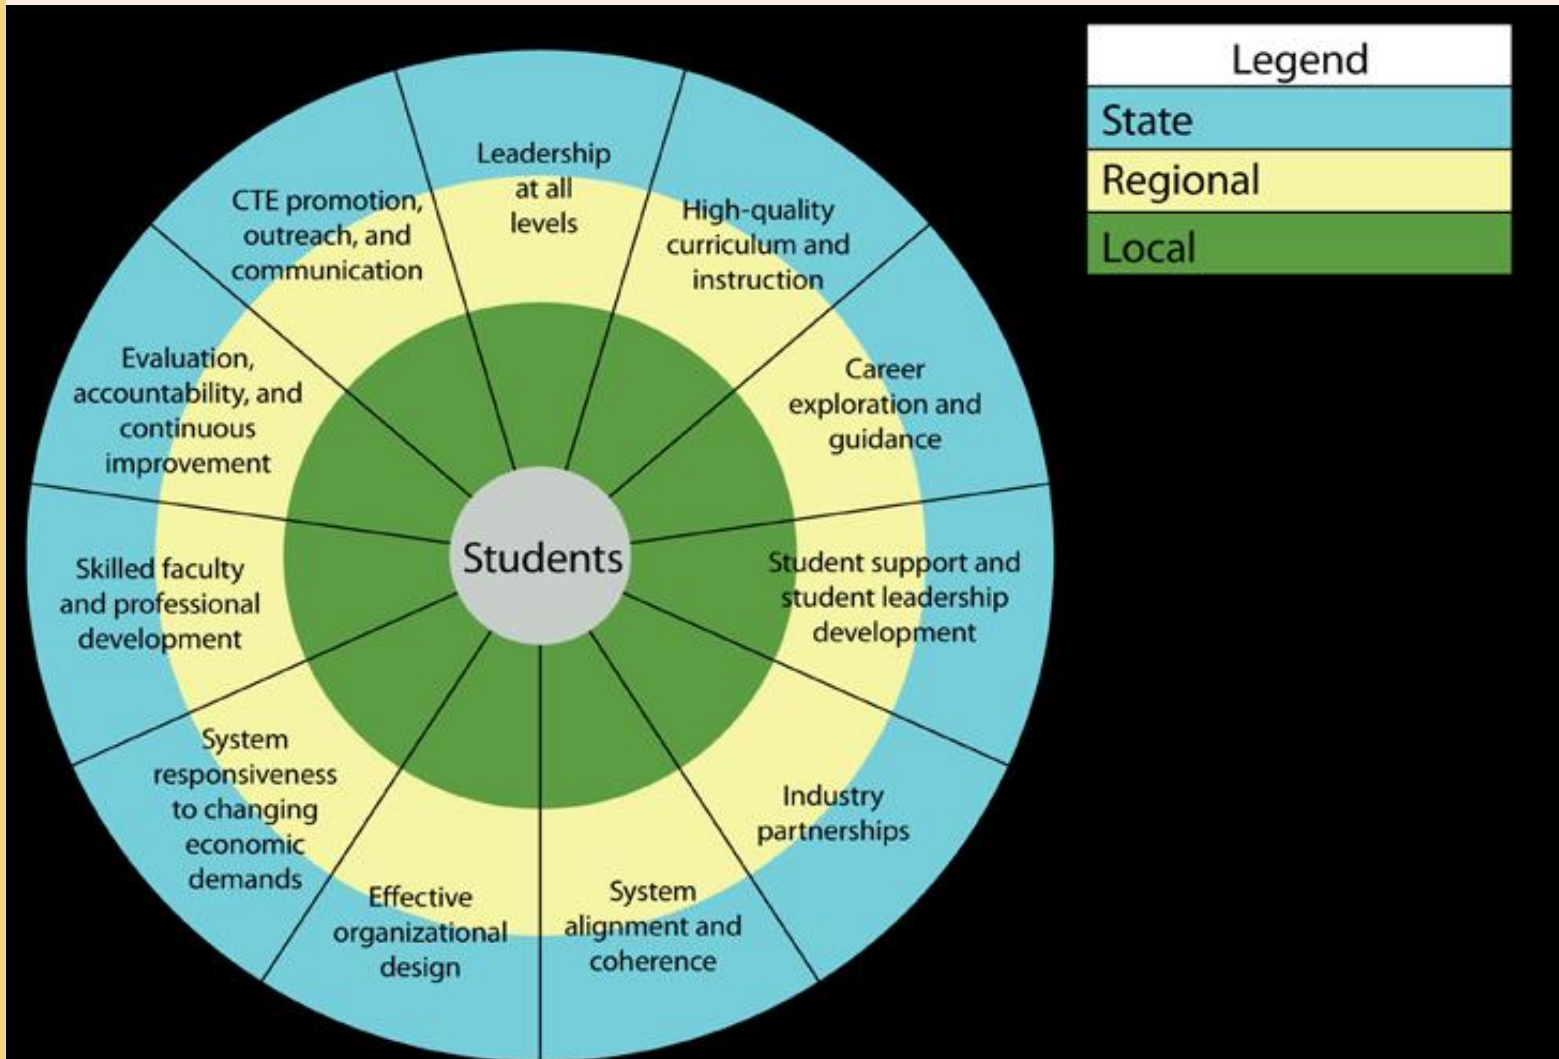 Legend
State
Regional
Local
Leadership
at all
levels
High-quality
curriculum and
instruction
Career
exploration and
guidance
Student support and
student leadership
development
Industry
partnerships
System
alignment and
coherence
Effective
organizational
design
System
responsiveness
to changing
economic
demands
Skilled faculty
and professional
development
Evaluation,
accountability, and
continuous
improvement
CTE promotion,
outreach, and
communication
Students